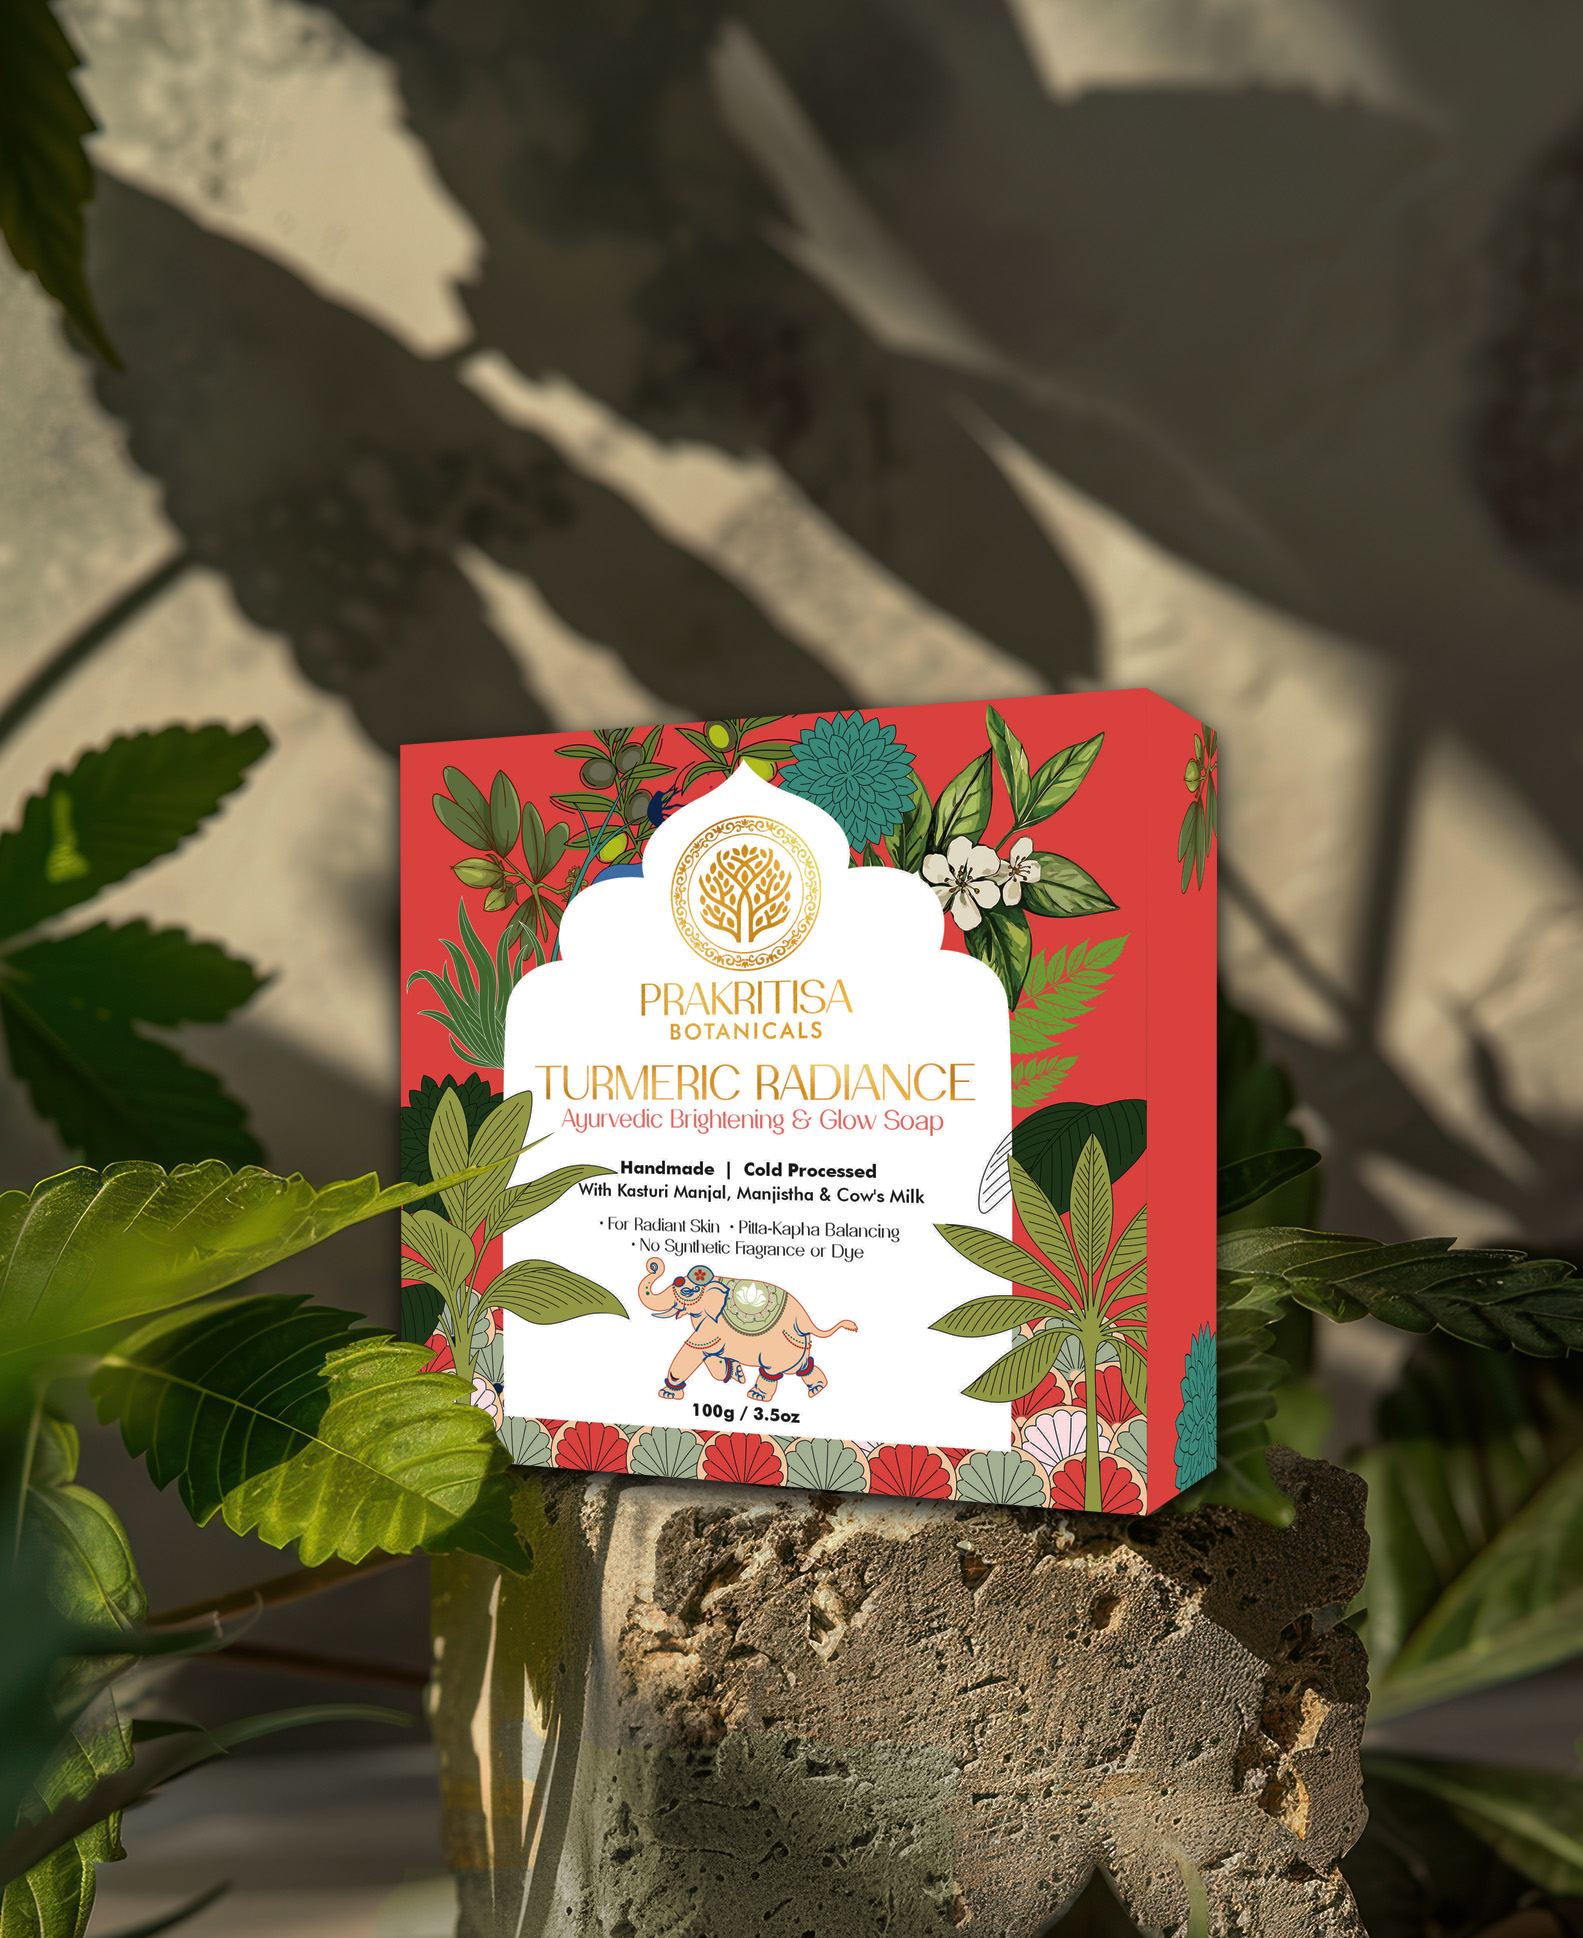 PRAKRITISA
BOTANICALS
TURMERIC RADIANCE
Ayurvedic Brightening & Glow Soap
Handmade | Cold Processed
With Kasturi Manjal, Manjistha & Cow's Milk
• For Radiant Skin • Pitta-Kapha Balancing
• No Synthetic Fragrance or Dye
100g / 3.5oz